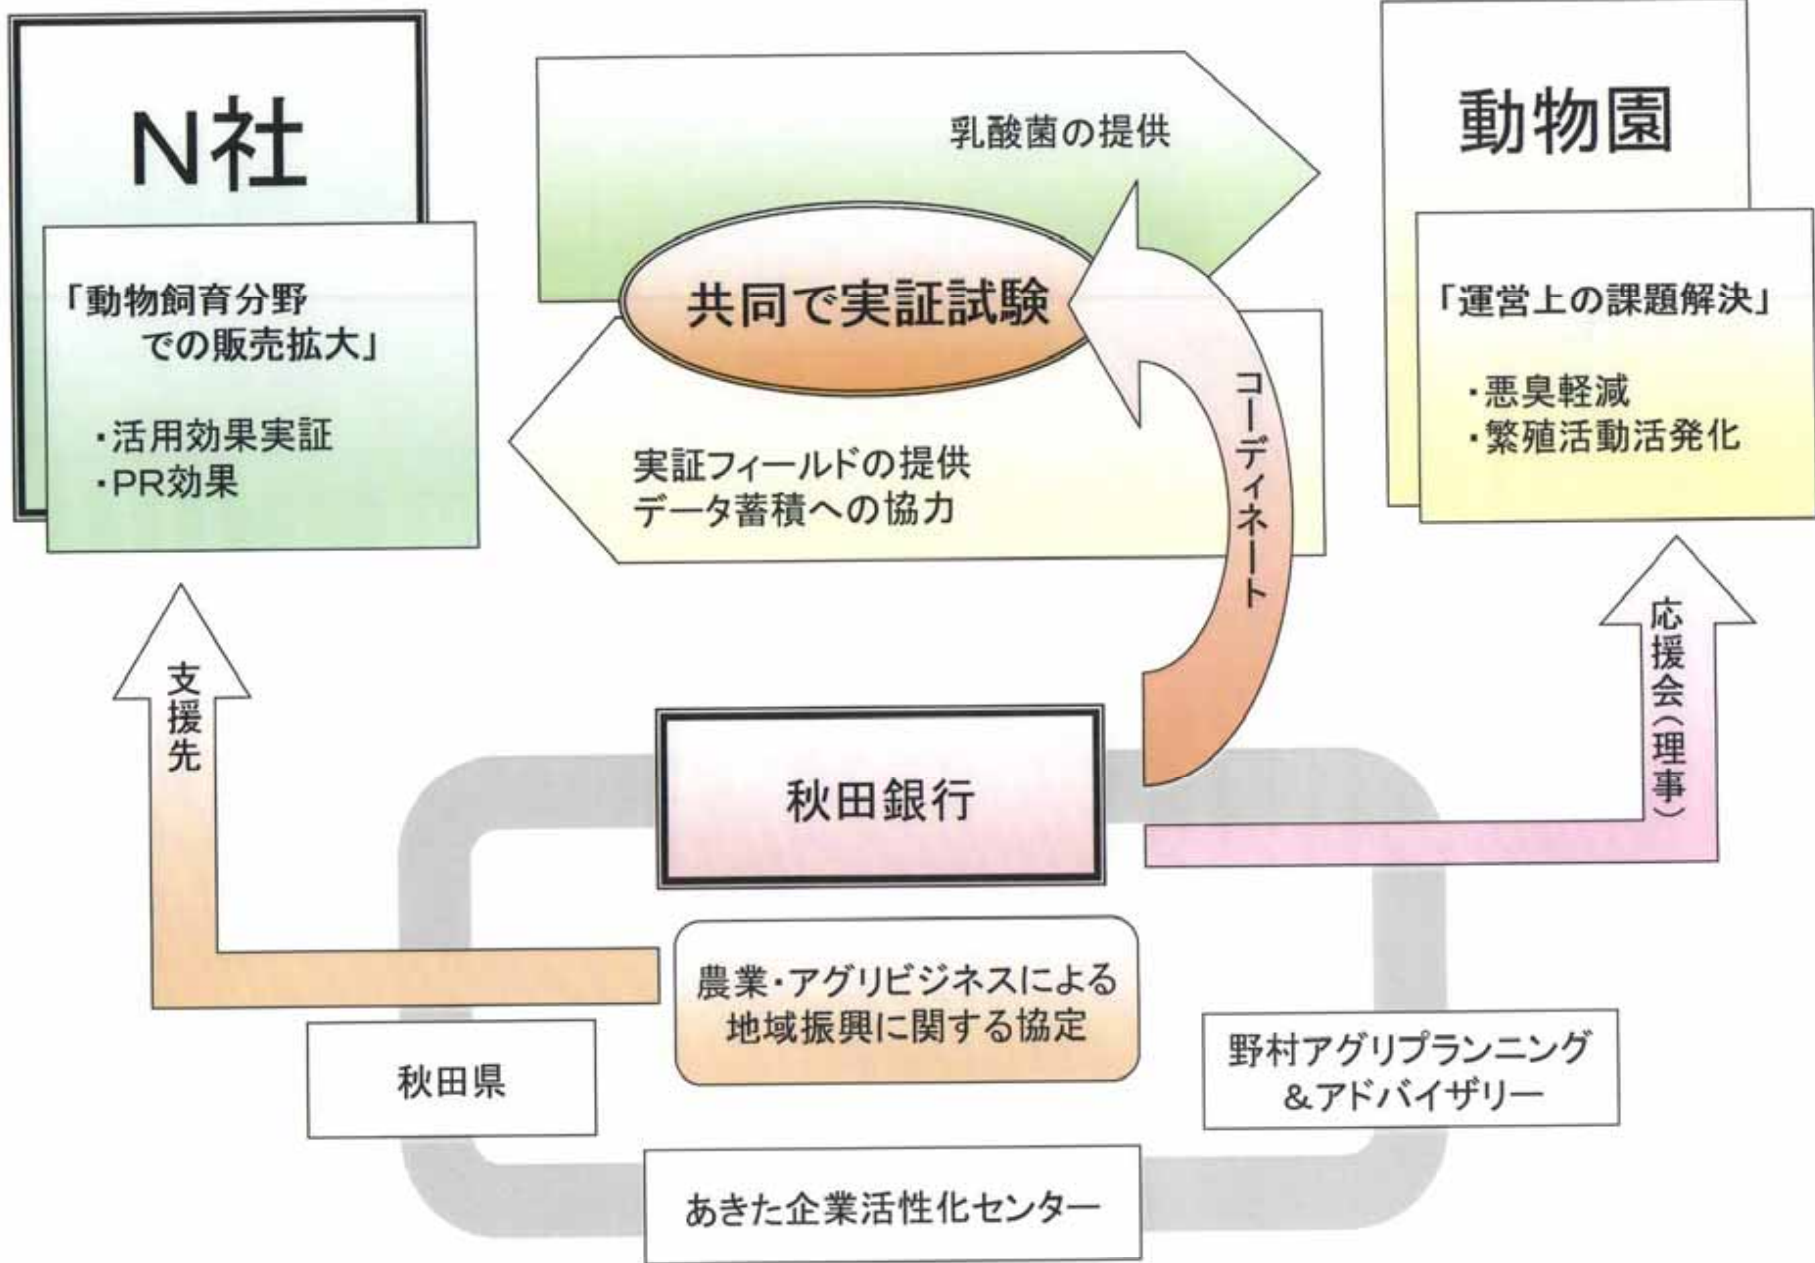 N社
「動物飼育分野
での販売拡大」
・活用効果実証
・PR効果
乳酸菌の提供
共同で実証試験
実証フィールドの提供
データ蓄積への協力
コーディネート
動物園
「運営上の課題解決」
・悪臭軽減
・繁殖活動活発化
支援先
応援会(理事)
秋田銀行
農業・アグリビジネスによる
地域振興に関する協定
秋田県
野村アグリプランニング
&アドバイザリー
あきた企業活性化センター